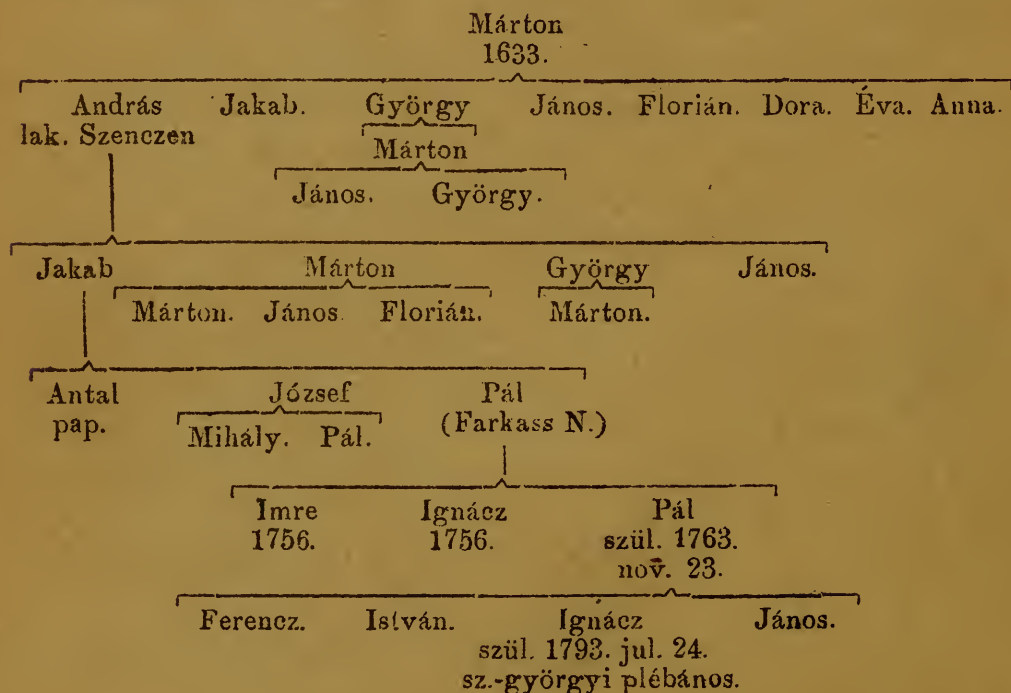 Márton
1633.
András Jakab. György János. Florián. Dora. Éva. Anna.
lak. Szenczen
Márton
János. György.
Jakab Márton György János.
Márton. János Florián. Márton.
Antal József Pál
pap. (Farkass N.)
Mihály. Pál.
Imre Ignácz Pál
1756. 1756. szül. 1763.
nov. 23.
Ferencz. István. Ignácz János.
szül. 1793. jul. 24.
sz.-györgyi plébános.